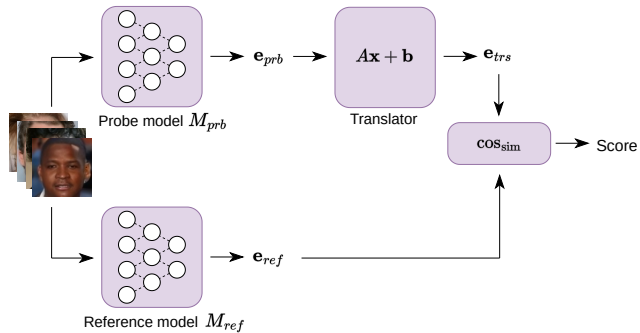 e_prb
Ax + b
e_trs
Probe model M_prb
Translator
cos_sim
Score
e_ref
Reference model M_ref